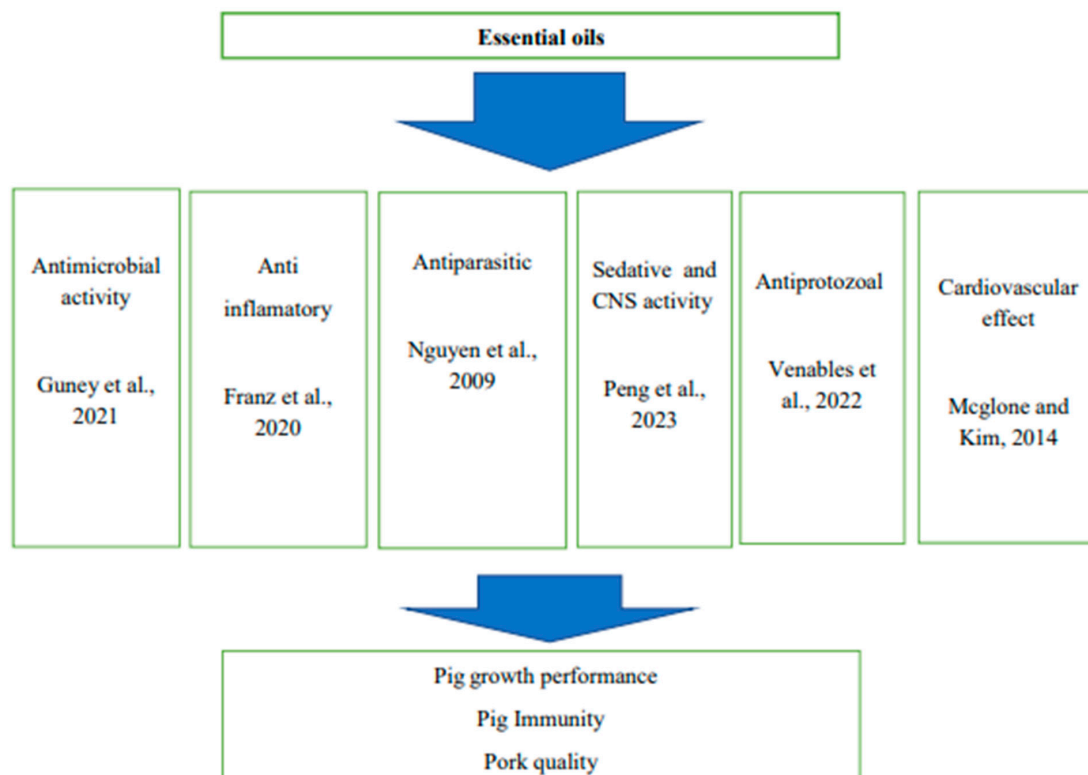 Essential oils
Antimicrobial
activity
Guney et al.,
2021
Anti
inflamatory
Franz et al.,
2020
Antiparasitic
Nguyen et al.,
2009
Sedative and
CNS activity
Peng et al.,
2023
Antiprotozoal
Venables et
al., 2022
Cardiovascular
effect
Mcglone and
Kim, 2014
Pig growth performance
Pig Immunity
Pork quality